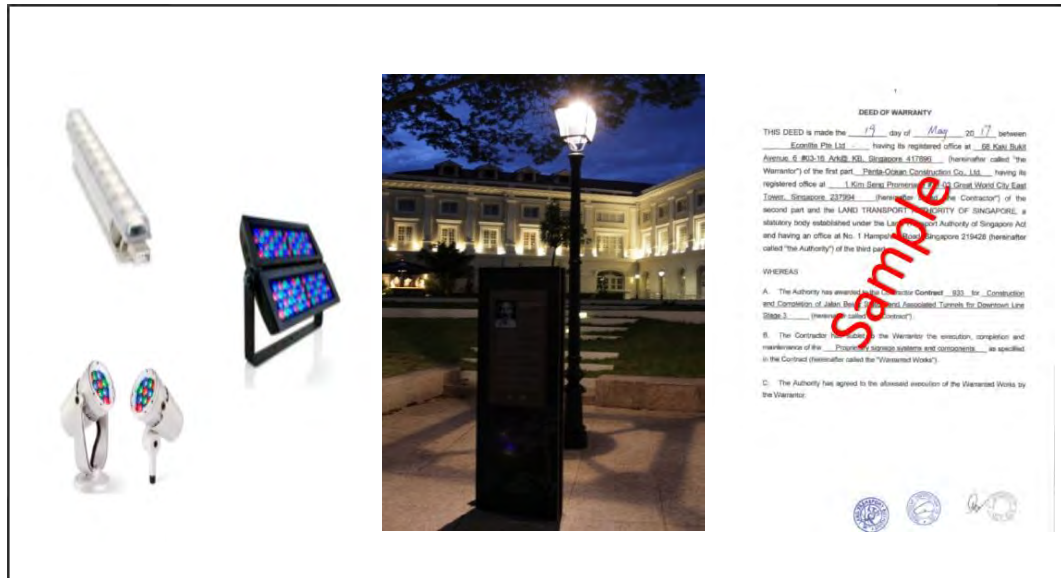 1
DEED OF WARRANTY
THIS DEED is made the 19 day of May 20 17 between
Econlite Pte Ltd having its registered office at 68 Kaki Bukit
Avenue 6 #03-16 Ark@ KB, Singapore 417896 (hereinafter called "the
Warrantor") of the first part, Penta-Ocean Construction Co., Ltd. having its
registered office at 1 Kim Seng Promenade Great World City East
Tower, Singapore 237994 (hereinafter the Contractor") of the
second part and the LAND TRANSPORT AUTHORITY OF SINGAPORE, a
statutory body established under the Land Transport Authority of Singapore Act
and having an office at No. 1 Hampshire Road, Singapore 219428 (hereinafter
called "the Authority") of the third part.
WHEREAS
A. The Authority has awarded to the Contractor Contract 933 for Construction
and Completion of Jalan Besar Station and Associated Tunnels for Downtown Line
Stage 3 (hereinafter called the "Contract").
B. The Contractor has sublet to the Warrantor the execution, completion and
maintenance of the Proprietary signage systems and components as specified
in the Contract (hereinafter called the "Warranted Works").
C. The Authority has agreed to the aforesaid execution of the Warranted Works by
the Warrantor.
Sample